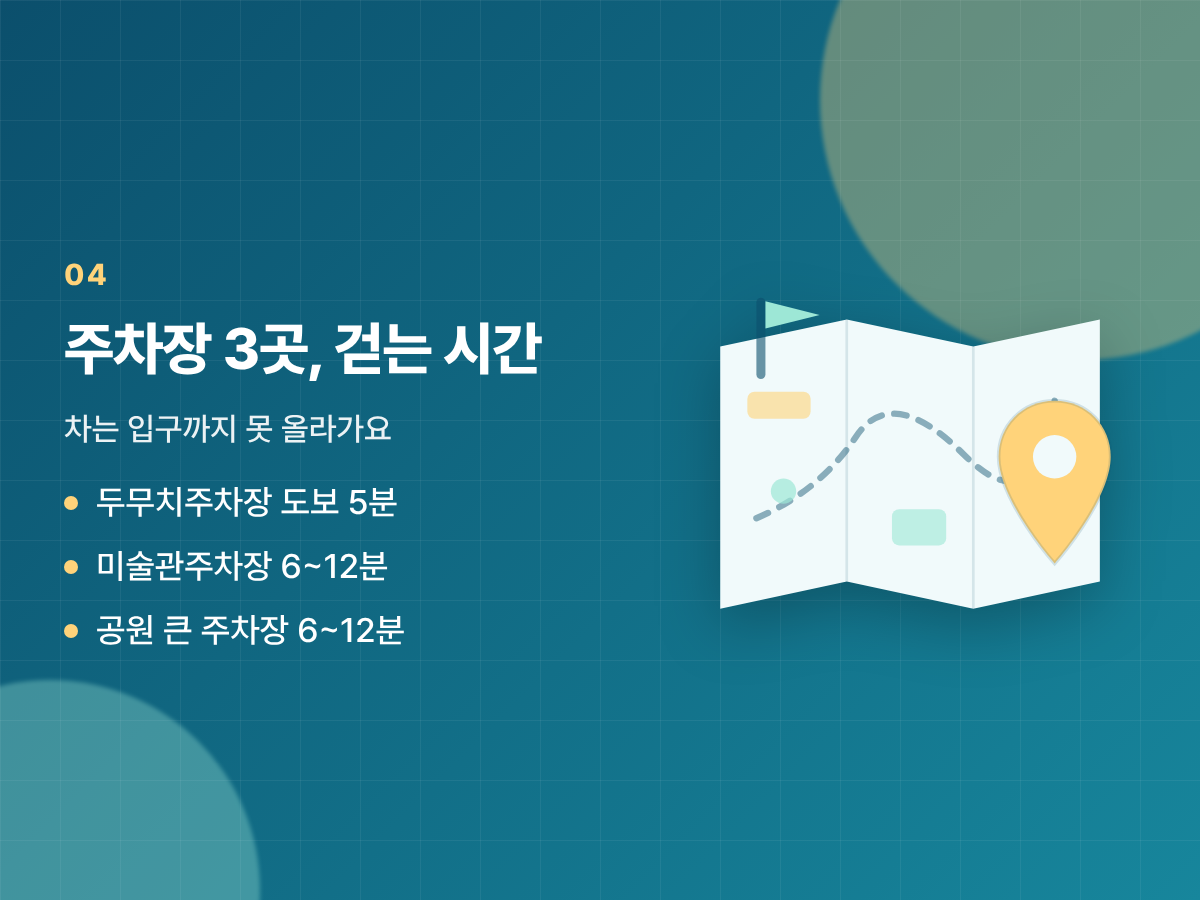 04
주차장 3곳, 걷는 시간
차는 입구까지 못 올라가요
두무치주차장 도보 5분
미술관주차장 6~12분
공원 큰 주차장 6~12분